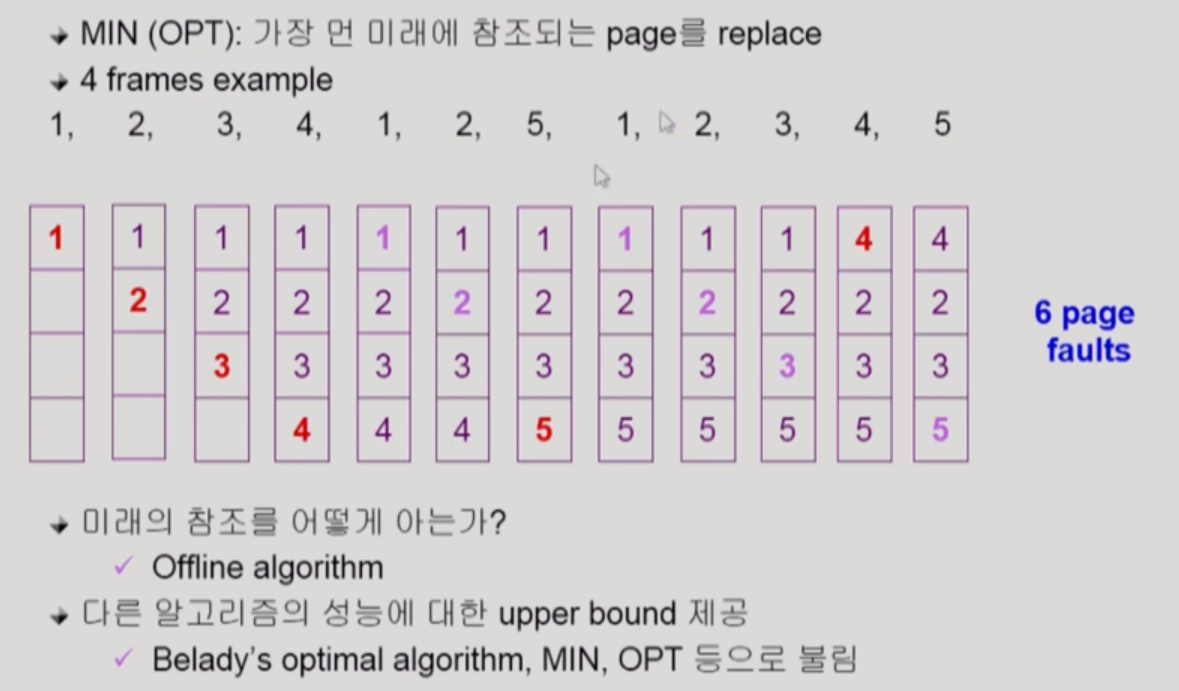 MIN (OPT): 가장 먼 미래에 참조되는 page를 replace
4 frames example
1, 2, 3, 4, 1, 2, 5, 1, 2, 3, 4, 5
1 1 1 1 1 1 1 1 1 1 4 4
2 2 2 2 2 2 2 2 2 2 2
3 3 3 3 3 3 3 3 3 3
4 4 4 5 5 5 5 5 5
6 page
faults
미래의 참조를 어떻게 아는가?
✓ Offline algorithm
다른 알고리즘의 성능에 대한 upper bound 제공
✓ Belady's optimal algorithm, MIN, OPT 등으로 불림